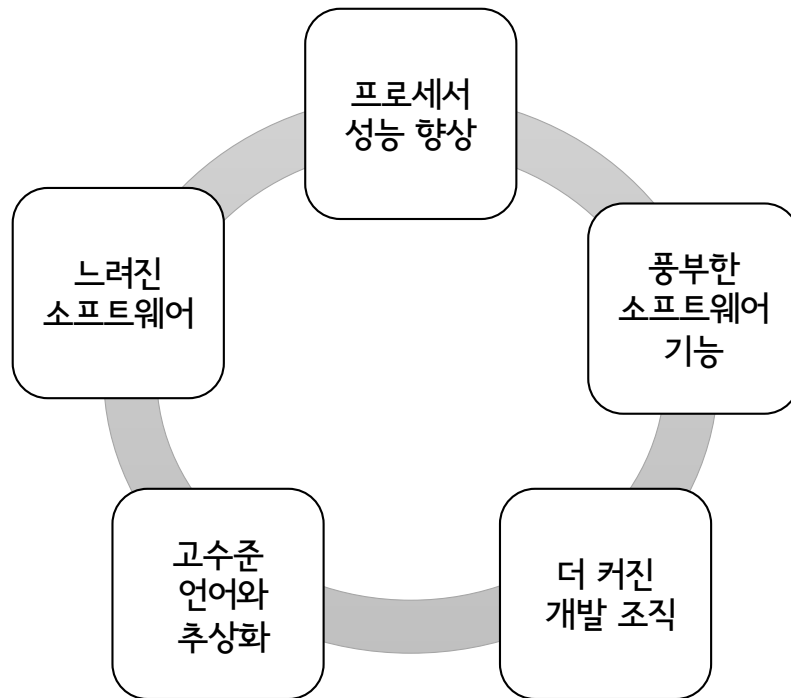 프로세서
성능 향상
풍부한
소프트웨어
기능
더 커진
개발 조직
고수준
언어와
추상화
느려진
소프트웨어